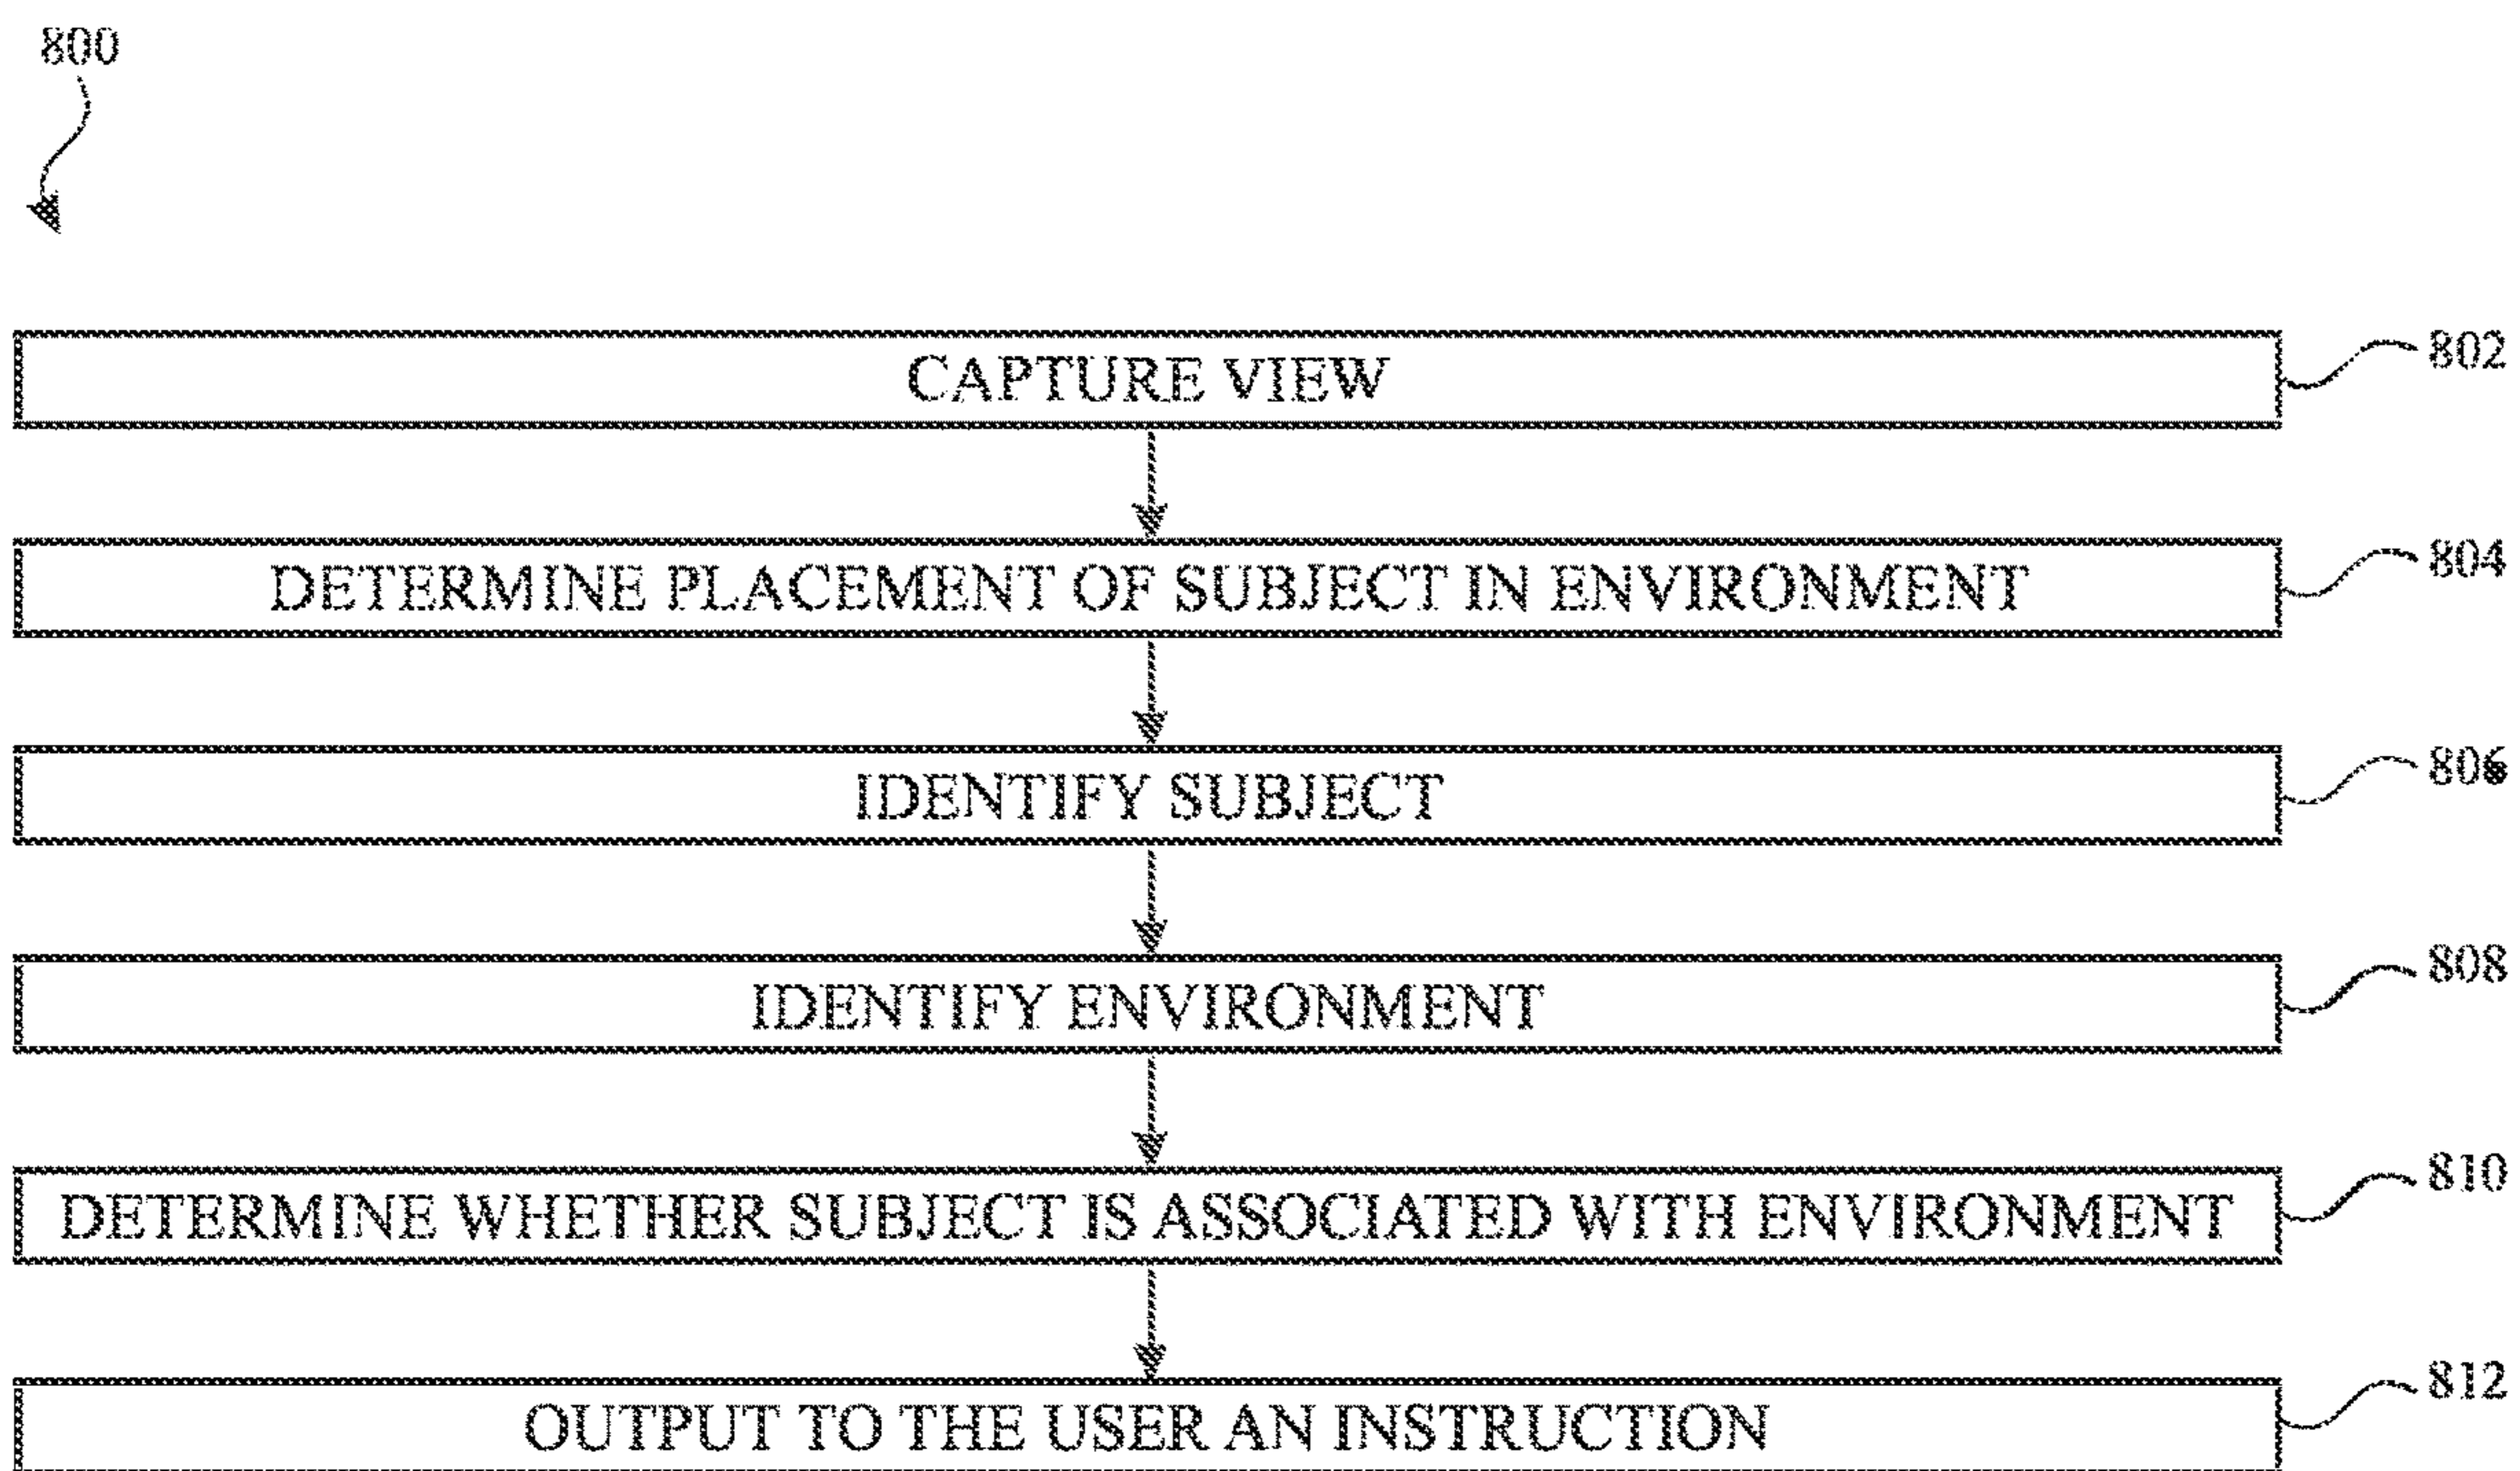 800
CAPTURE VIEW
802
DETERMINE PLACEMENT OF SUBJECT IN ENVIRONMENT
804
IDENTIFY SUBJECT
806
IDENTIFY ENVIRONMENT
808
DETERMINE WHETHER SUBJECT IS ASSOCIATED WITH ENVIRONMENT
810
OUTPUT TO THE USER AN INSTRUCTION
812